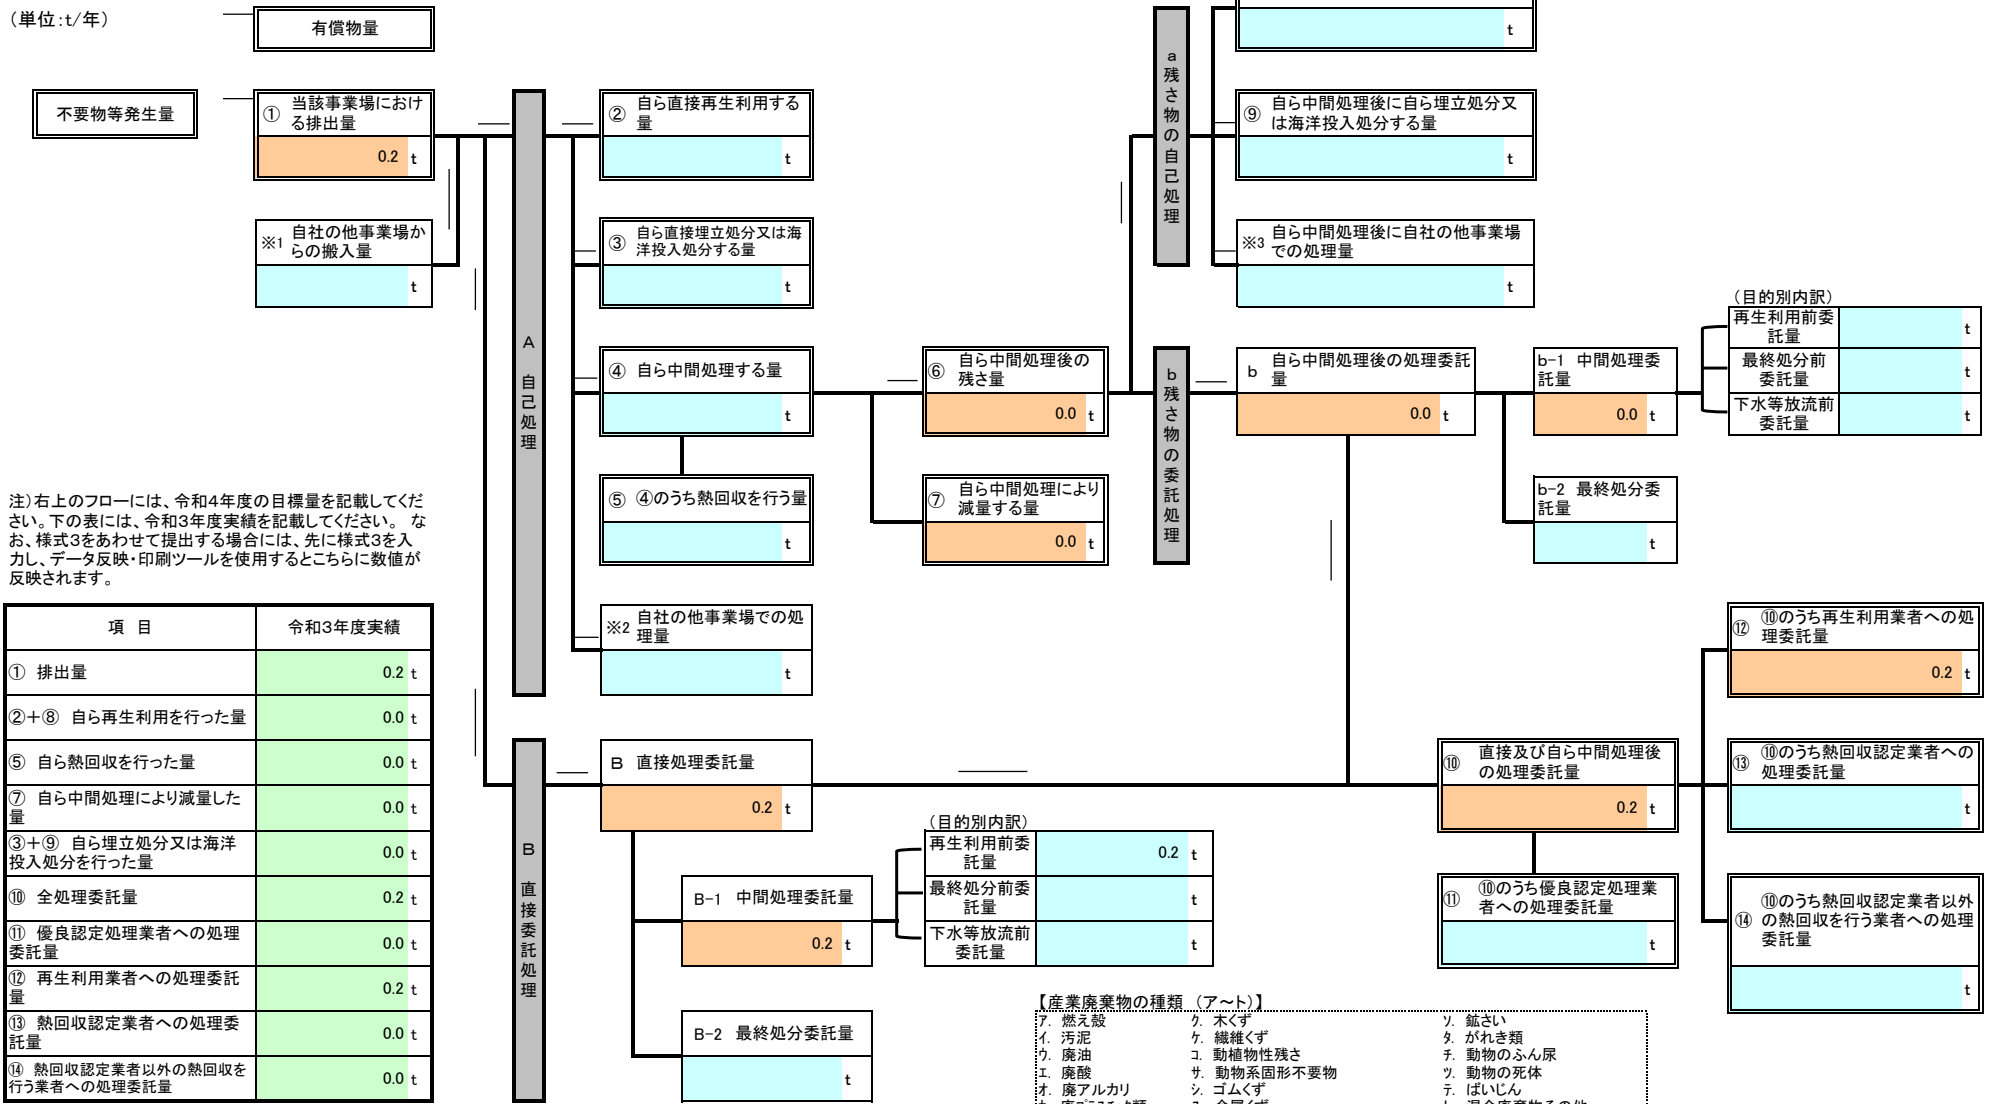 （単位:t/年）
有償物量
t
不要物等発生量
①
当該事業場におけ
る排出量
0.2 t
※1
自社の他事業場か
らの搬入量
t
A
自己処理
②
自ら直接再生利用する
量
t
③
自ら直接埋立処分又は海
洋投入処分する量
t
④ 自ら中間処理する量
t
⑤ ④のうち熱回収を行う量
t
※2
自社の他事業場での処
理量
t
⑥
自ら中間処理後の
残さ量
0.0 t
⑦
自ら中間処理により
減量する量
0.0 t
a
残さ物の自己処理
⑨
自ら中間処理後に自ら埋立処分又
は海洋投入処分する量
t
※3
自ら中間処理後に自社の他事業場
での処理量
t
b
残さ物の委託処理
b
自ら中間処理後の処理委託
量
0.0 t
b-1 中間処理委
託量
0.0 t
（目的別内訳）
再生利用前委
託量
t
最終処分前
委託量
t
下水等放流前
委託量
t
b-2 最終処分委
託量
t
注）右上のフローには、令和４年度の目標量を記載してくだ
さい。下の表には、令和３年度実績を記載してください。 な
お、様式３をあわせて提出する場合には、先に様式３を入
力し、データ反映・印刷ツールを使用するとこちらに数値が
反映されます。
項 目 令和３年度実績
① 排出量 0.2 t
②＋⑧ 自ら再生利用を行った量 0.0 t
⑤ 自ら熱回収を行った量 0.0 t
⑦ 自ら中間処理により減量した
量 0.0 t
③＋⑨ 自ら埋立処分又は海洋
投入処分を行った量 0.0 t
⑩ 全処理委託量 0.2 t
⑪ 優良認定処理業者への処理
委託量 0.0 t
⑫ 再生利用業者への処理委託
量 0.2 t
⑬ 熱回収認定業者への処理委
託量 0.0 t
⑭ 熱回収認定業者以外の熱回収を
行う業者への処理委託量 0.0 t
B
直接委託処理
B 直接処理委託量
0.2 t
B-1 中間処理委託量
0.2 t
（目的別内訳）
再生利用前委
託量
0.2 t
最終処分前委
託量
t
下水等放流前
委託量
t
B-2 最終処分委託量
t
⑩
直接及び自ら中間処理後
の処理委託量
0.2 t
⑪
⑩のうち優良認定処理業
者への処理委託量
t
⑫
⑩のうち再生利用業者への処
理委託量
0.2 t
⑬
⑩のうち熱回収認定業者への
処理委託量
t
⑭
⑩のうち熱回収認定業者以外
の熱回収を行う業者への処理
委託量
t
【産業廃棄物の種類 （ア～ト）】
ア. 燃え殻 ク. 木くず ソ. 鉱さい
イ. 汚泥 ケ. 繊維くず タ. がれき類
ウ. 廃油 コ. 動植物性残さ チ. 動物のふん尿
エ. 廃酸 サ. 動物系固形不要物 ツ. 動物の死体
オ. 廃アルカリ シ. ゴムくず テ. ばいじん